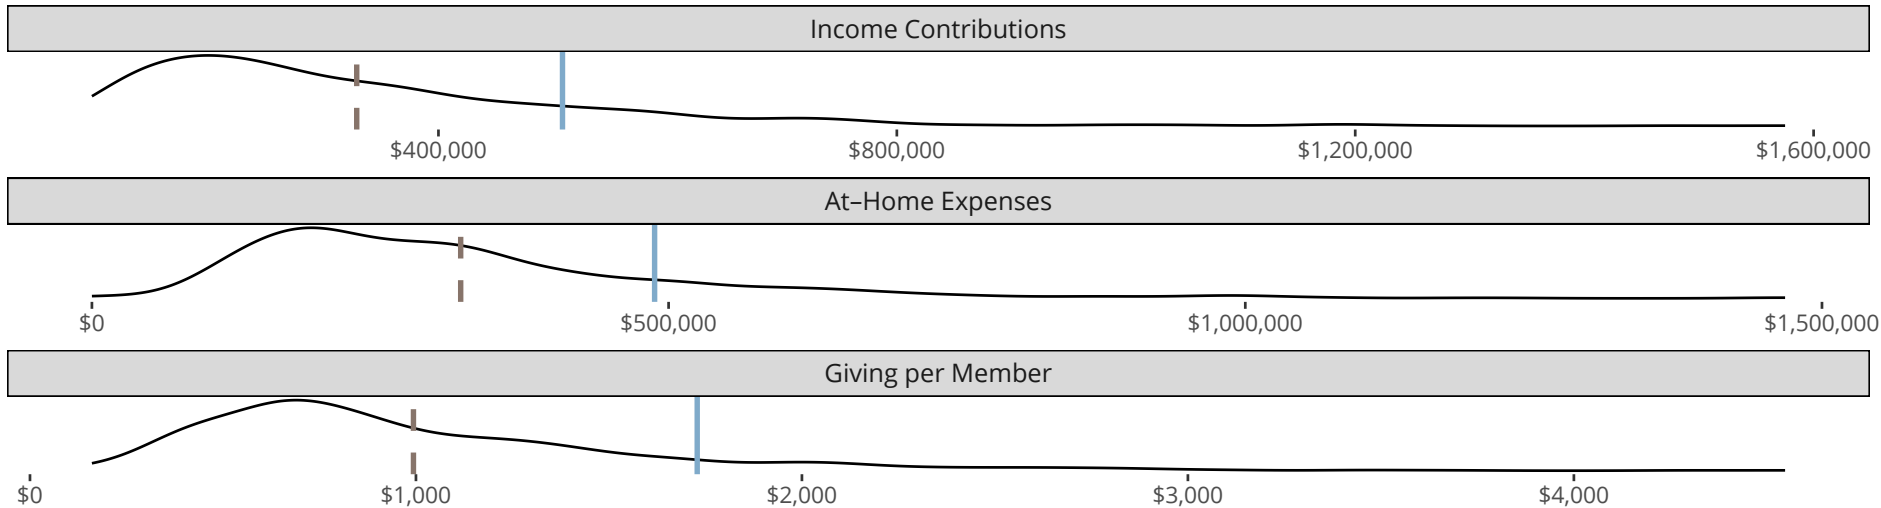 Income Contributions
$400,000 $800,000 $1,200,000 $1,600,000
At–Home Expenses
$0 $500,000 $1,000,000 $1,500,000
Giving per Member
$0 $1,000 $2,000 $3,000 $4,000